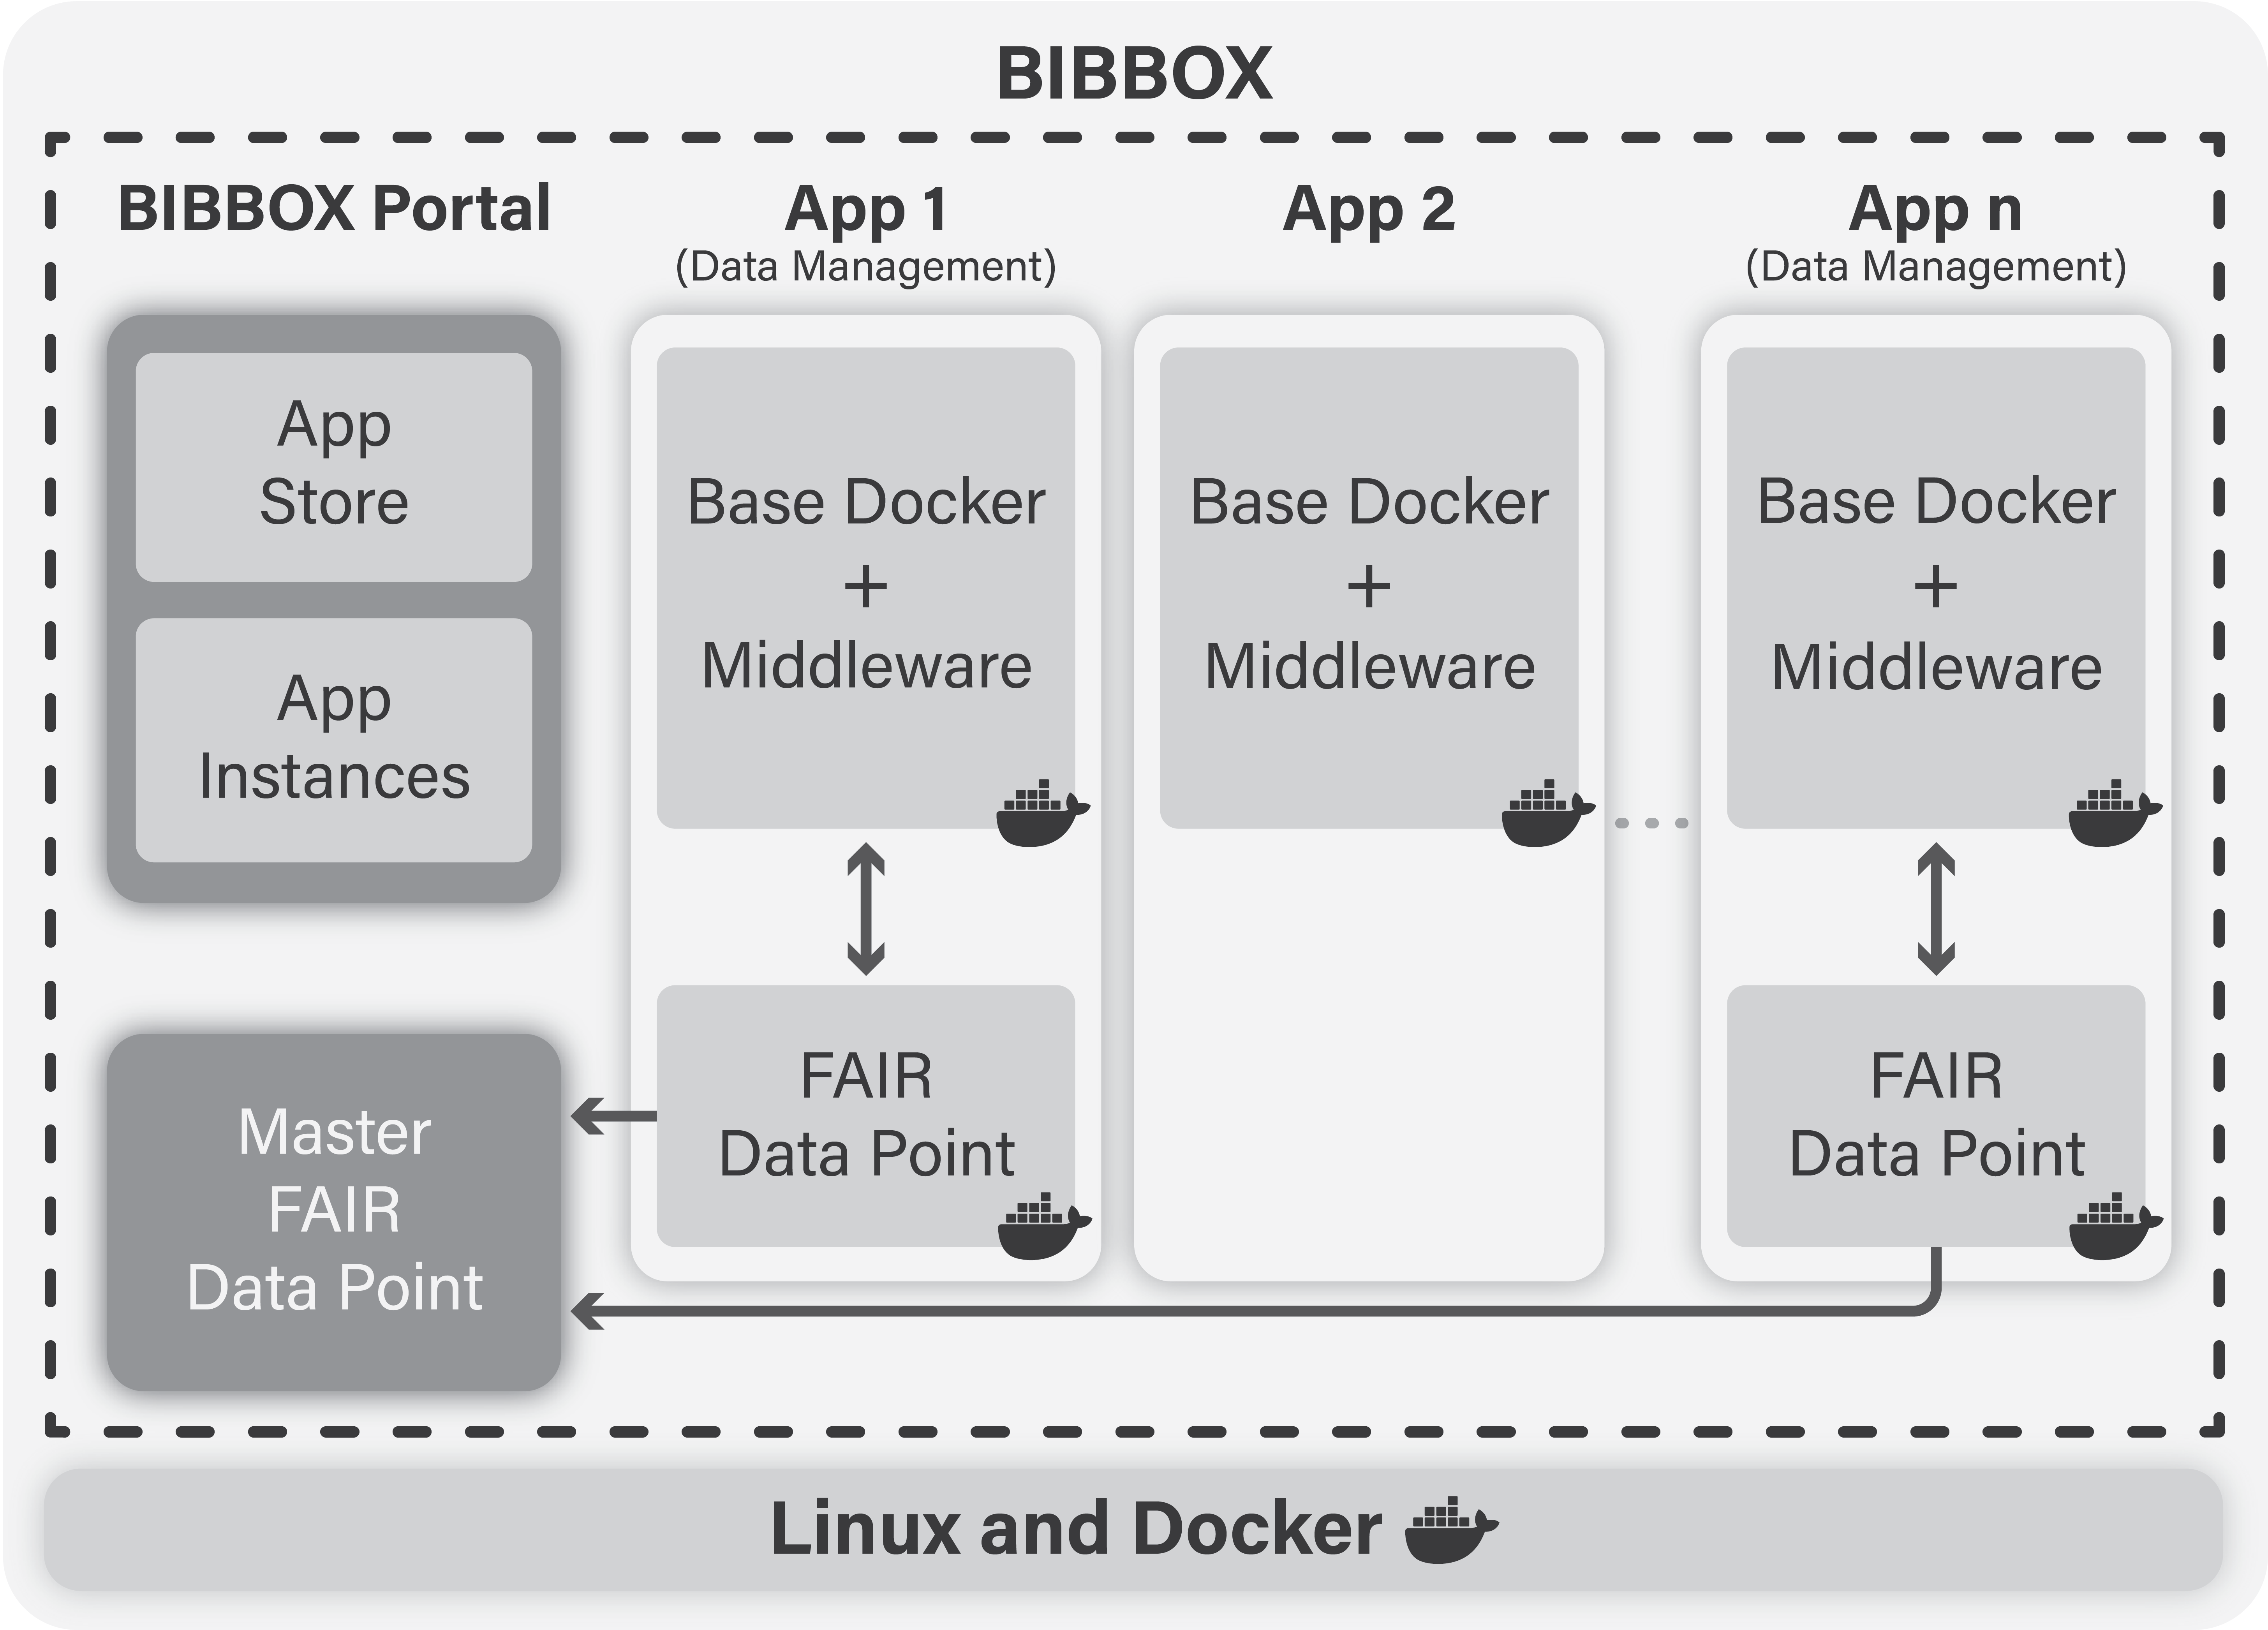 BIBBOX
BIBBOX Portal
App
Store
App
Instances
Master
FAIR
Data Point
App 1
(Data Management)
Base Docker
+
Middleware
FAIR
Data Point
App 2
Base Docker
+
Middleware
App n
(Data Management)
Base Docker
+
Middleware
FAIR
Data Point
Linux and Docker